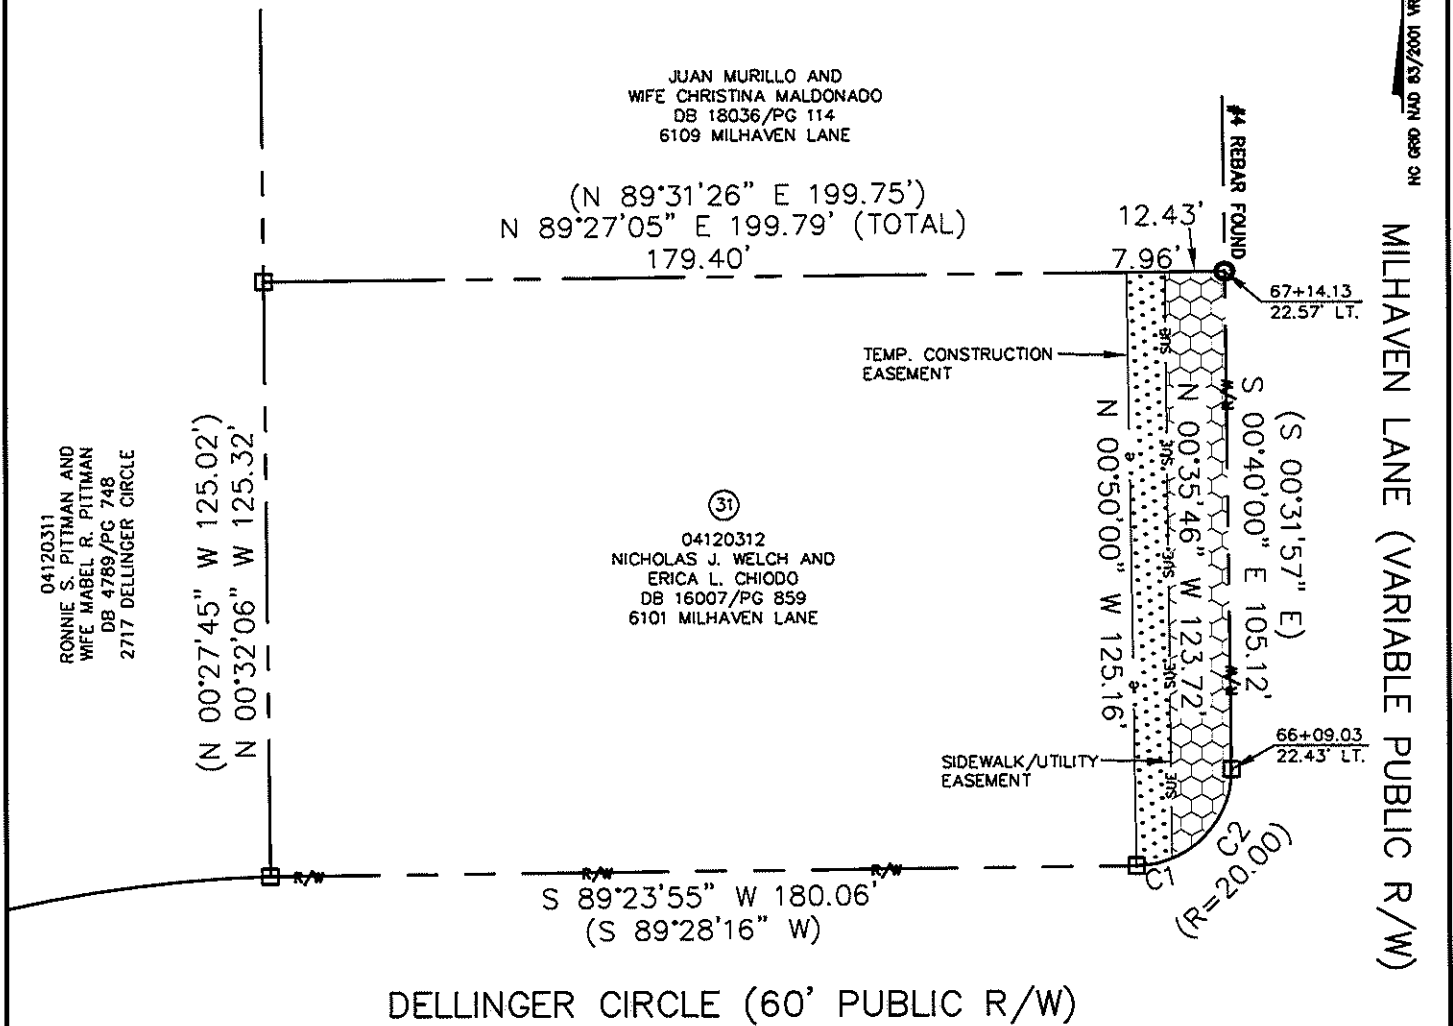 JUAN MURILLO AND
WIFE CHRISTINA MALDONADO
DB 18036/PG 114
6109 MILHAVEN LANE
(N 89°31'26" E 199.75')
N 89°27'05" E 199.79' (TOTAL)
179.40'
12.43'
7.96'
#4 REBAR FOUND
NC GRID NAD 83/2001
67+14.13
22.57' LT.
TEMP. CONSTRUCTION
EASEMENT
MILHAVEN LANE (VARIABLE PUBLIC R/W)
(S 00°31'57" E)
S 00°40'00" E 105.12'
R/W
R/W
N 00°35'46" W 123.72'
SUE
SUE
SUE
SUE
SUE
N 00°50'00" W 125.16'
e
e
04120311
RONNIE S. PITTMAN AND
WIFE MABEL R. PITTMAN
DB 4789/PG 748
2717 DELLINGER CIRCLE
(N 00°27'45" W 125.02')
N 00°32'06" W 125.32'
31
04120312
NICHOLAS J. WELCH AND
ERICA L. CHIODO
DB 16007/PG 859
6101 MILHAVEN LANE
SIDEWALK/UTILITY
EASEMENT
66+09.03
22.43' LT.
C2
(R=20.00)
C1
R/W
R/W
R/W
S 89°23'55" W 180.06'
(S 89°28'16" W)
DELLINGER CIRCLE (60' PUBLIC R/W)